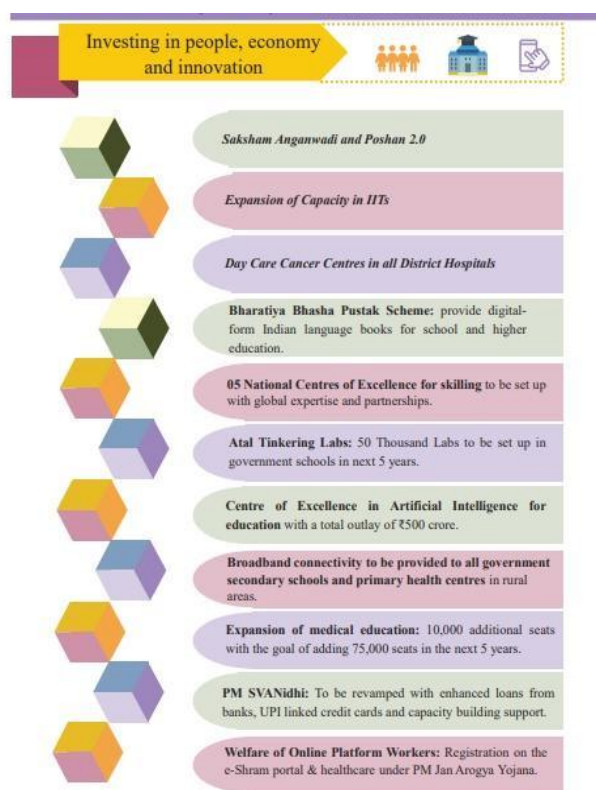 Investing in people, economy
and innovation
Saksham Anganwadi and Poshan 2.0
Expansion of Capacity in IITs
Day Care Cancer Centres in all District Hospitals
Bharatiya Bhasha Pustak Scheme: provide digital-
form Indian language books for school and higher
education.
05 National Centres of Excellence for skilling to be set up
with global expertise and partnerships.
Atal Tinkering Labs: 50 Thousand Labs to be set up in
government schools in next 5 years.
Centre of Excellence in Artificial Intelligence for
education with a total outlay of ₹500 crore.
Broadband connectivity to be provided to all government
secondary schools and primary health centres in rural
areas.
Expansion of medical education: 10,000 additional seats
with the goal of adding 75,000 seats in the next 5 years.
PM SVANidhi: To be revamped with enhanced loans from
banks, UPI linked credit cards and capacity building support.
Welfare of Online Platform Workers: Registration on the
e-Shram portal & healthcare under PM Jan Arogya Yojana.